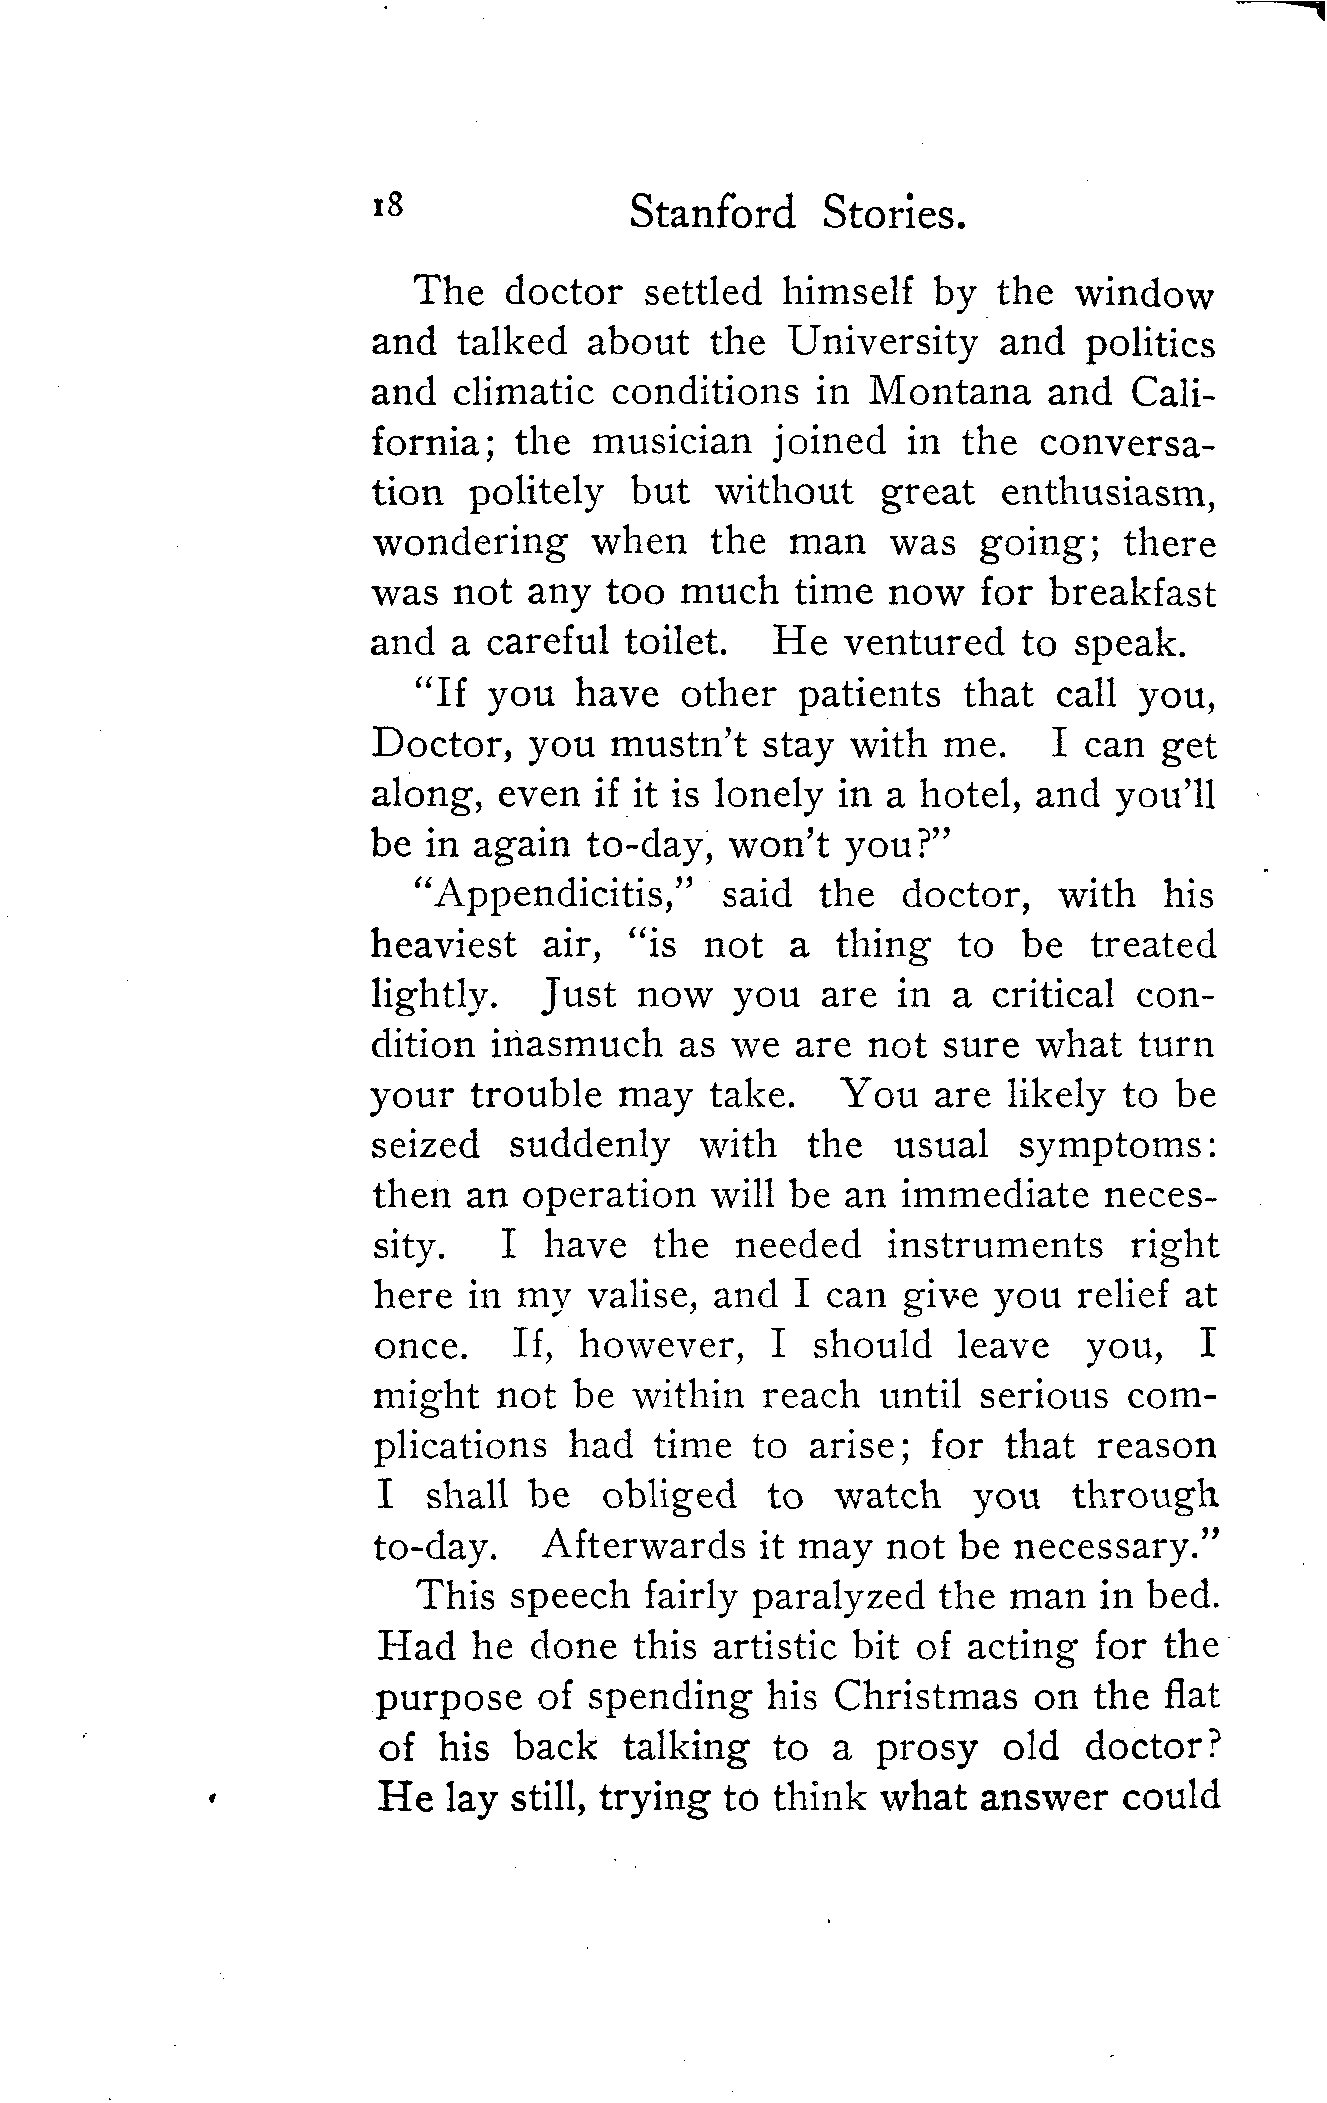 18 Stanford Stories.
The doctor settled himself by the window
and talked about the University and politics
and climatic conditions in Montana and Cali-
fornia; the musician joined in the conversa-
tion politely but without great enthusiasm,
wondering when the man was going; there
was not any too much time now for breakfast
and a careful toilet. He ventured to speak.
"If you have other patients that call you,
Doctor, you mustn't stay with me. I can get
along, even if it is lonely in a hotel, and you'll
be in again to-day, won't you?"
"Appendicitis," said the doctor, with his
heaviest air, "is not a thing to be treated
lightly. Just now you are in a critical con-
dition inasmuch as we are not sure what turn
your trouble may take. You are likely to be
seized suddenly with the usual symptoms:
then an operation will be an immediate neces-
sity. I have the needed instruments right
here in my valise, and I can give you relief at
once. If, however, I should leave you, I
might not be within reach until serious com-
plications had time to arise; for that reason
I shall be obliged to watch you through
to-day. Afterwards it may not be necessary."
This speech fairly paralyzed the man in bed.
Had he done this artistic bit of acting for the
purpose of spending his Christmas on the flat
of his back talking to a prosy old doctor?
He lay still, trying to think what answer could